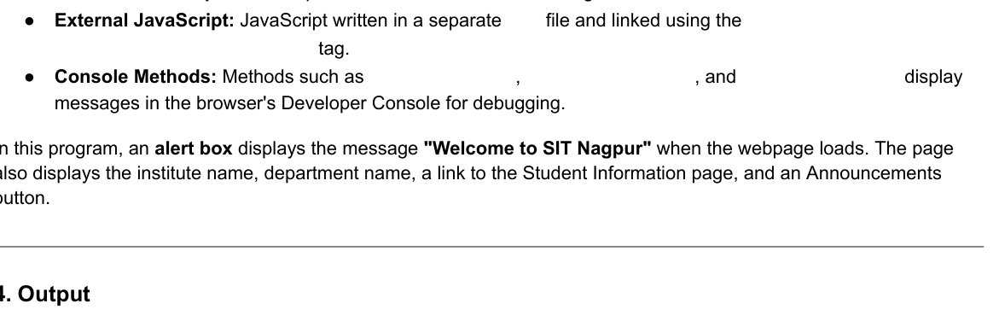 ● External JavaScript: JavaScript written in a separate file and linked using the
tag.
● Console Methods: Methods such as , , and display
messages in the browser's Developer Console for debugging.
n this program, an alert box displays the message "Welcome to SIT Nagpur" when the webpage loads. The page
also displays the institute name, department name, a link to the Student Information page, and an Announcements
button.
4. Output